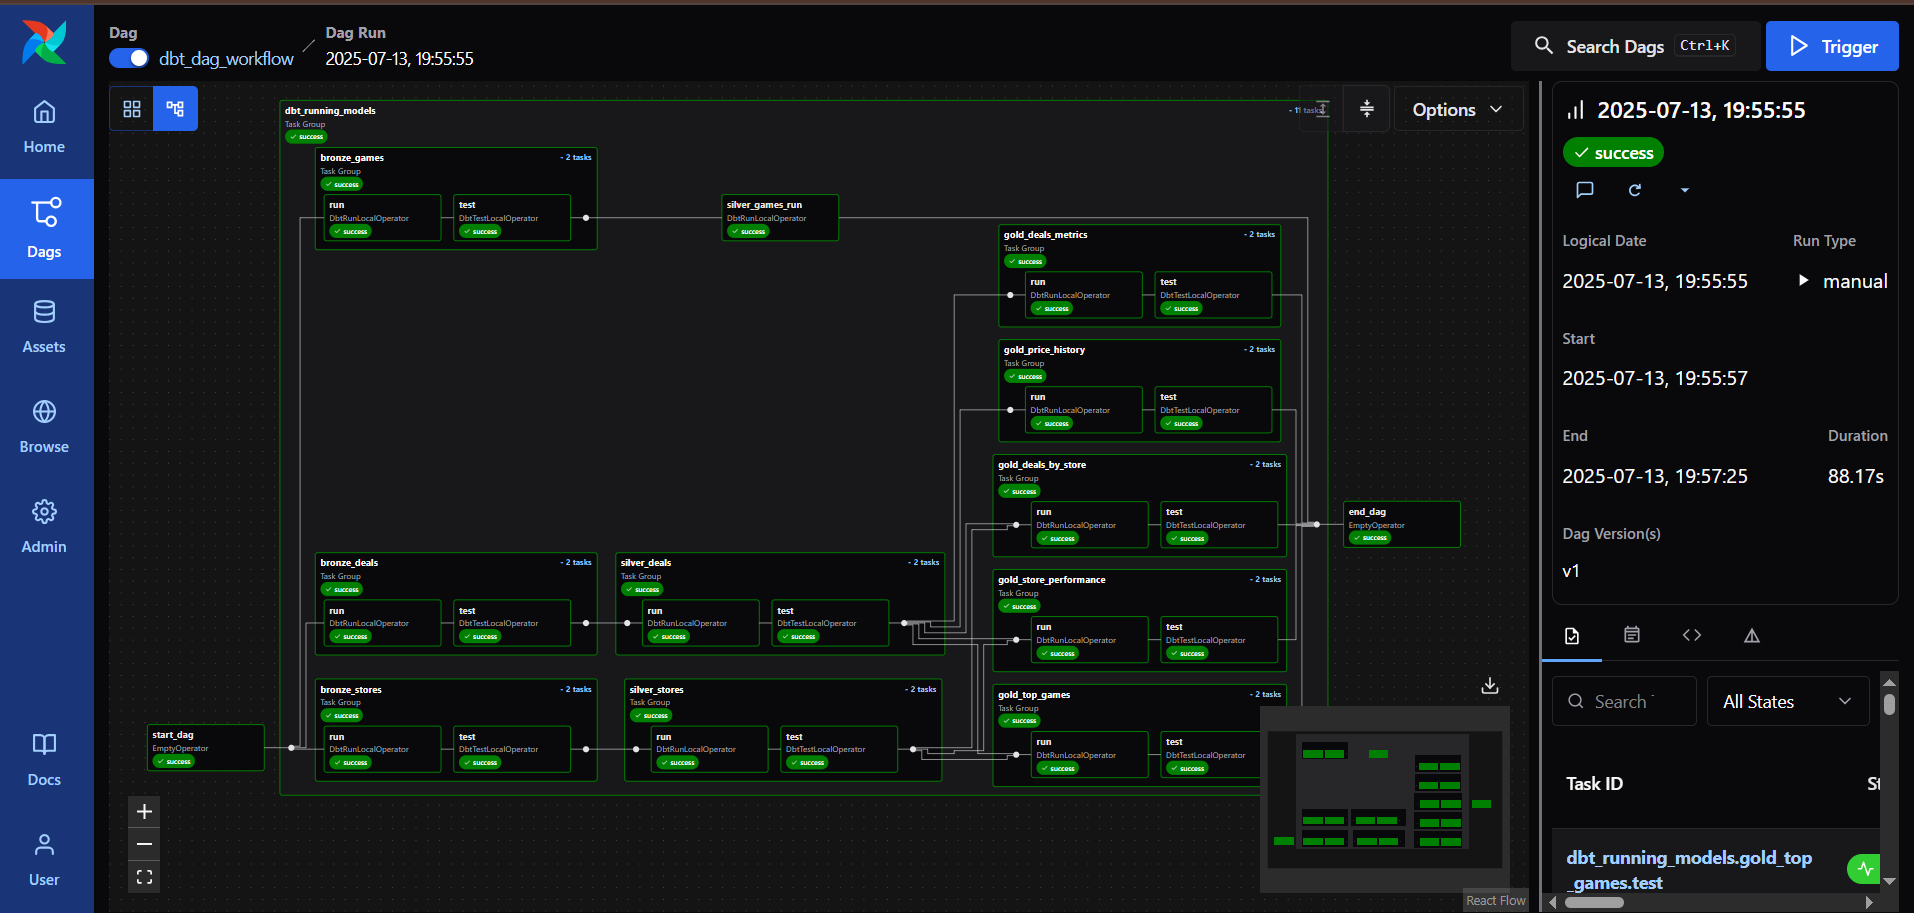 Dag
dbt_dag_workflow
Dag Run
2025-07-13, 19:55:55
Search Dags
Ctrl+K
Trigger
Home
Dags
Assets
Browse
Admin
Docs
User
Options
dbt_running_models
- 11 tasks
Task Group
success
bronze_games
- 2 tasks
Task Group
success
run
DbtRunLocalOperator
success
test
DbtTestLocalOperator
success
silver_games_run
DbtRunLocalOperator
success
gold_deals_metrics
- 2 tasks
Task Group
success
run
DbtRunLocalOperator
success
test
DbtTestLocalOperator
success
gold_price_history
- 2 tasks
Task Group
success
run
DbtRunLocalOperator
success
test
DbtTestLocalOperator
success
gold_deals_by_store
- 2 tasks
Task Group
success
run
DbtRunLocalOperator
success
test
DbtTestLocalOperator
success
end_dag
EmptyOperator
success
bronze_deals
- 2 tasks
Task Group
success
run
DbtRunLocalOperator
success
test
DbtTestLocalOperator
success
silver_deals
- 2 tasks
Task Group
success
run
DbtRunLocalOperator
success
test
DbtTestLocalOperator
success
gold_store_performance
- 2 tasks
Task Group
success
run
DbtRunLocalOperator
success
test
DbtTestLocalOperator
success
bronze_stores
- 2 tasks
Task Group
success
run
DbtRunLocalOperator
success
test
DbtTestLocalOperator
success
silver_stores
- 2 tasks
Task Group
success
run
DbtRunLocalOperator
success
test
DbtTestLocalOperator
success
gold_top_games
- 2 tasks
Task Group
success
run
DbtRunLocalOperator
success
test
DbtTestLocalOperator
success
start_dag
EmptyOperator
success
React Flow
2025-07-13, 19:55:55
success
Logical Date
Run Type
2025-07-13, 19:55:55
manual
Start
2025-07-13, 19:55:57
End
Duration
2025-07-13, 19:57:25
88.17s
Dag Version(s)
v1
Search
All States
Task ID
St
dbt_running_models.gold_top
_games.test